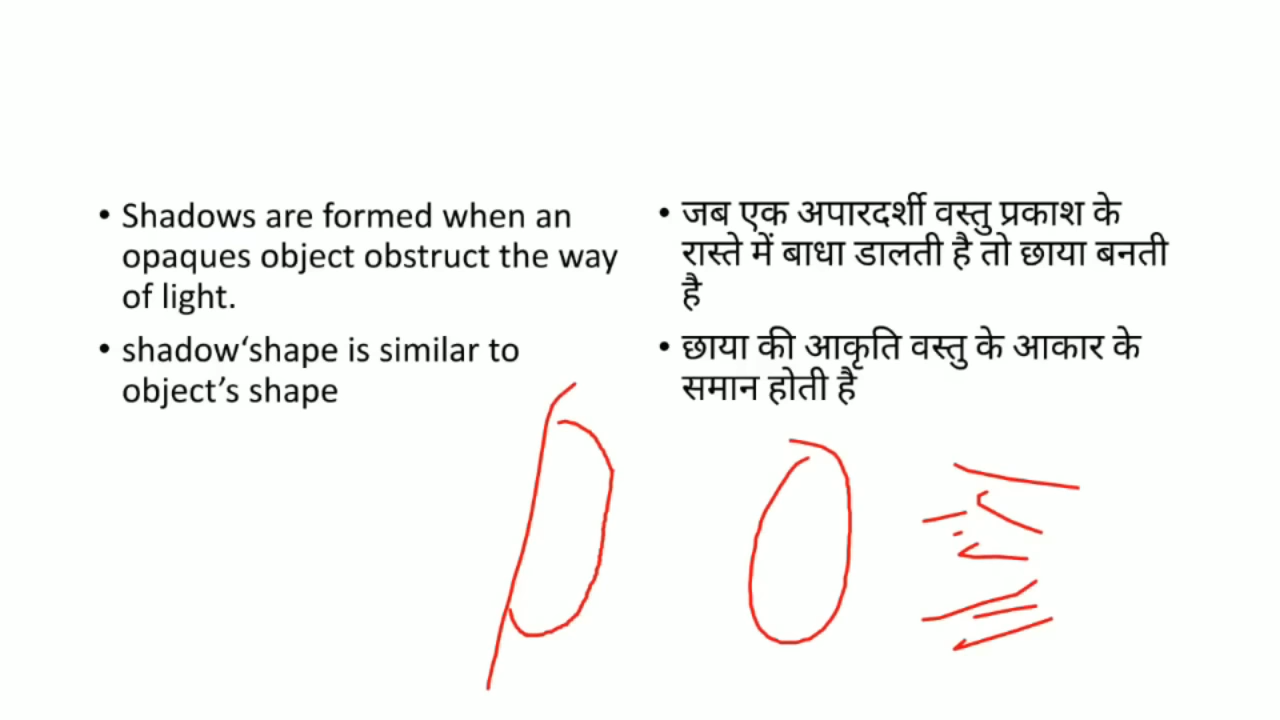 • Shadows are formed when an
opaques object obstruct the way
of light.
• shadow‘shape is similar to
object’s shape
• जब एक अपारदर्शी वस्तु प्रकाश के
रास्ते में बाधा डालती है तो छाया बनती
है
• छाया की आकृति वस्तु के आकार के
समान होती है